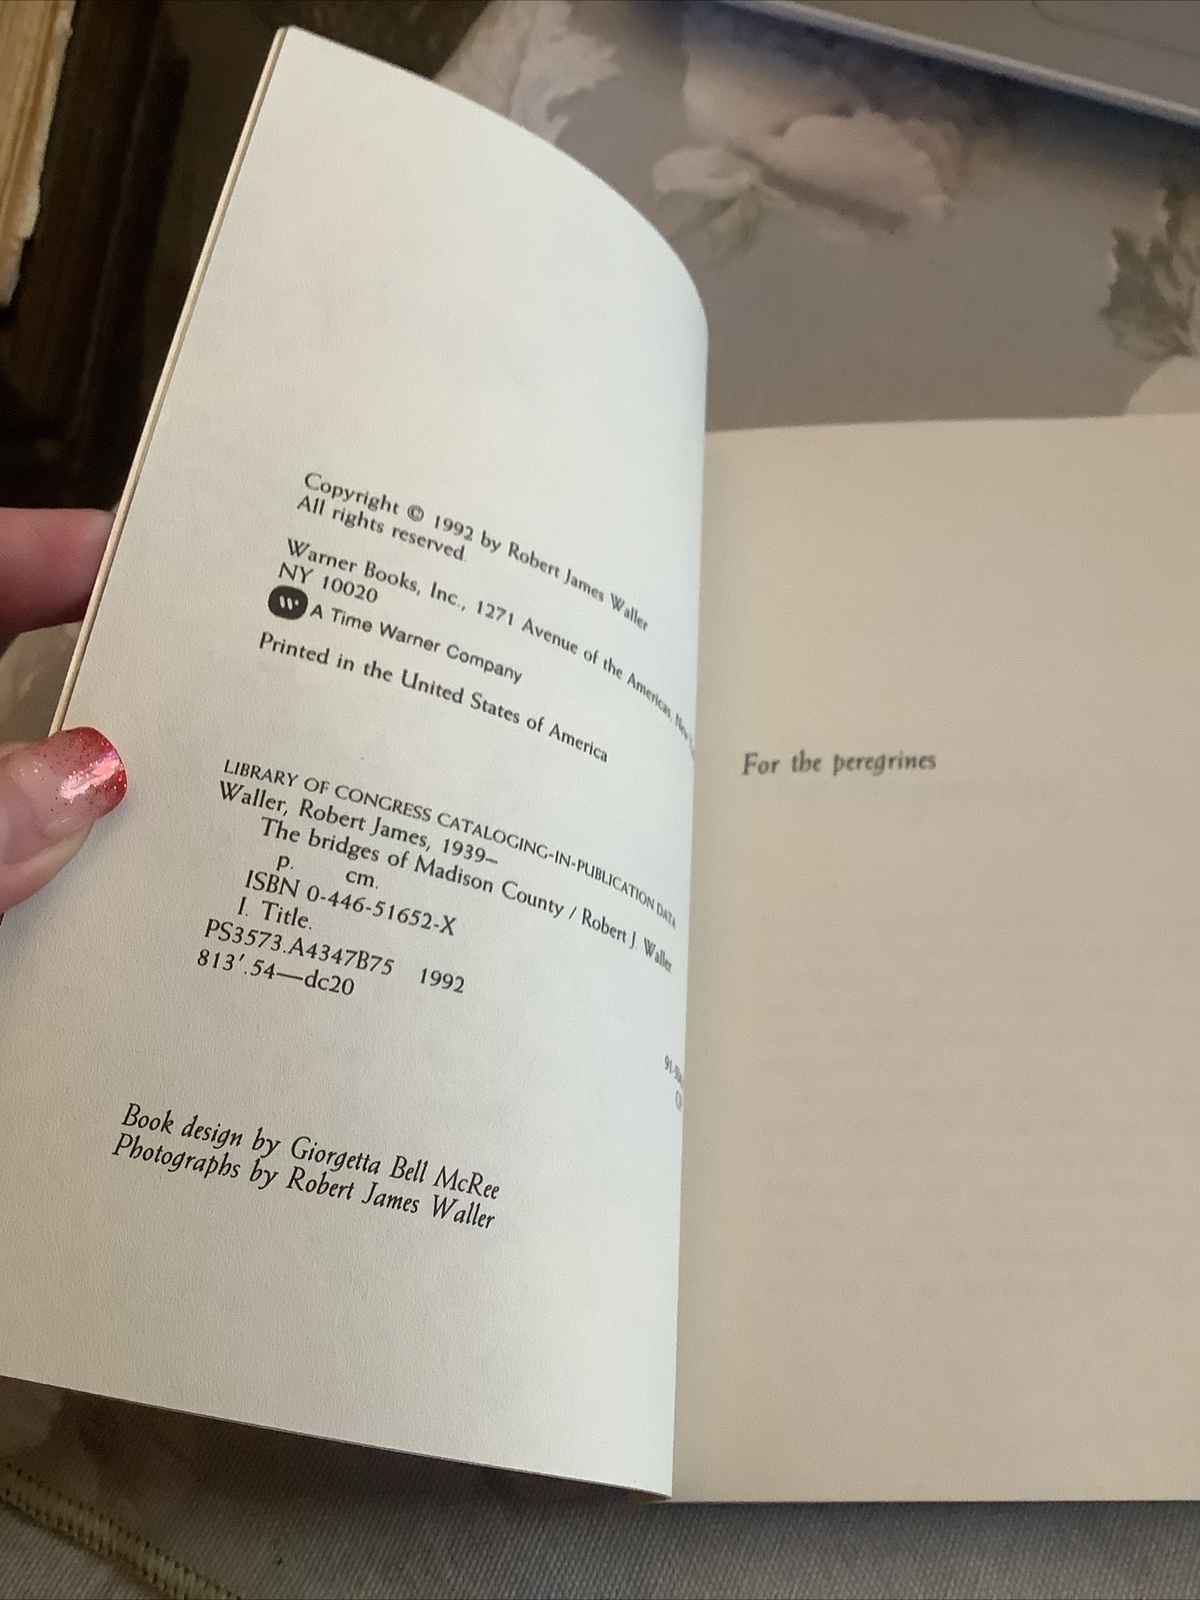 Copyright © 1992 by Robert James Waller
All rights reserved.
Warner Books, Inc., 1271 Avenue of the Americas, New
NY 10020
W A Time Warner Company
Printed in the United States of America
LIBRARY OF CONGRESS CATALOGING-IN-PUBLICATION DATA
Waller, Robert James, 1939–
The bridges of Madison County / Robert J. Waller.
p. cm.
ISBN 0-446-51652-X
I. Title.
PS3573.A4347B75 1992
813′.54—dc20
Book design by Giorgetta Bell McRee
Photographs by Robert James Waller
For the peregrines